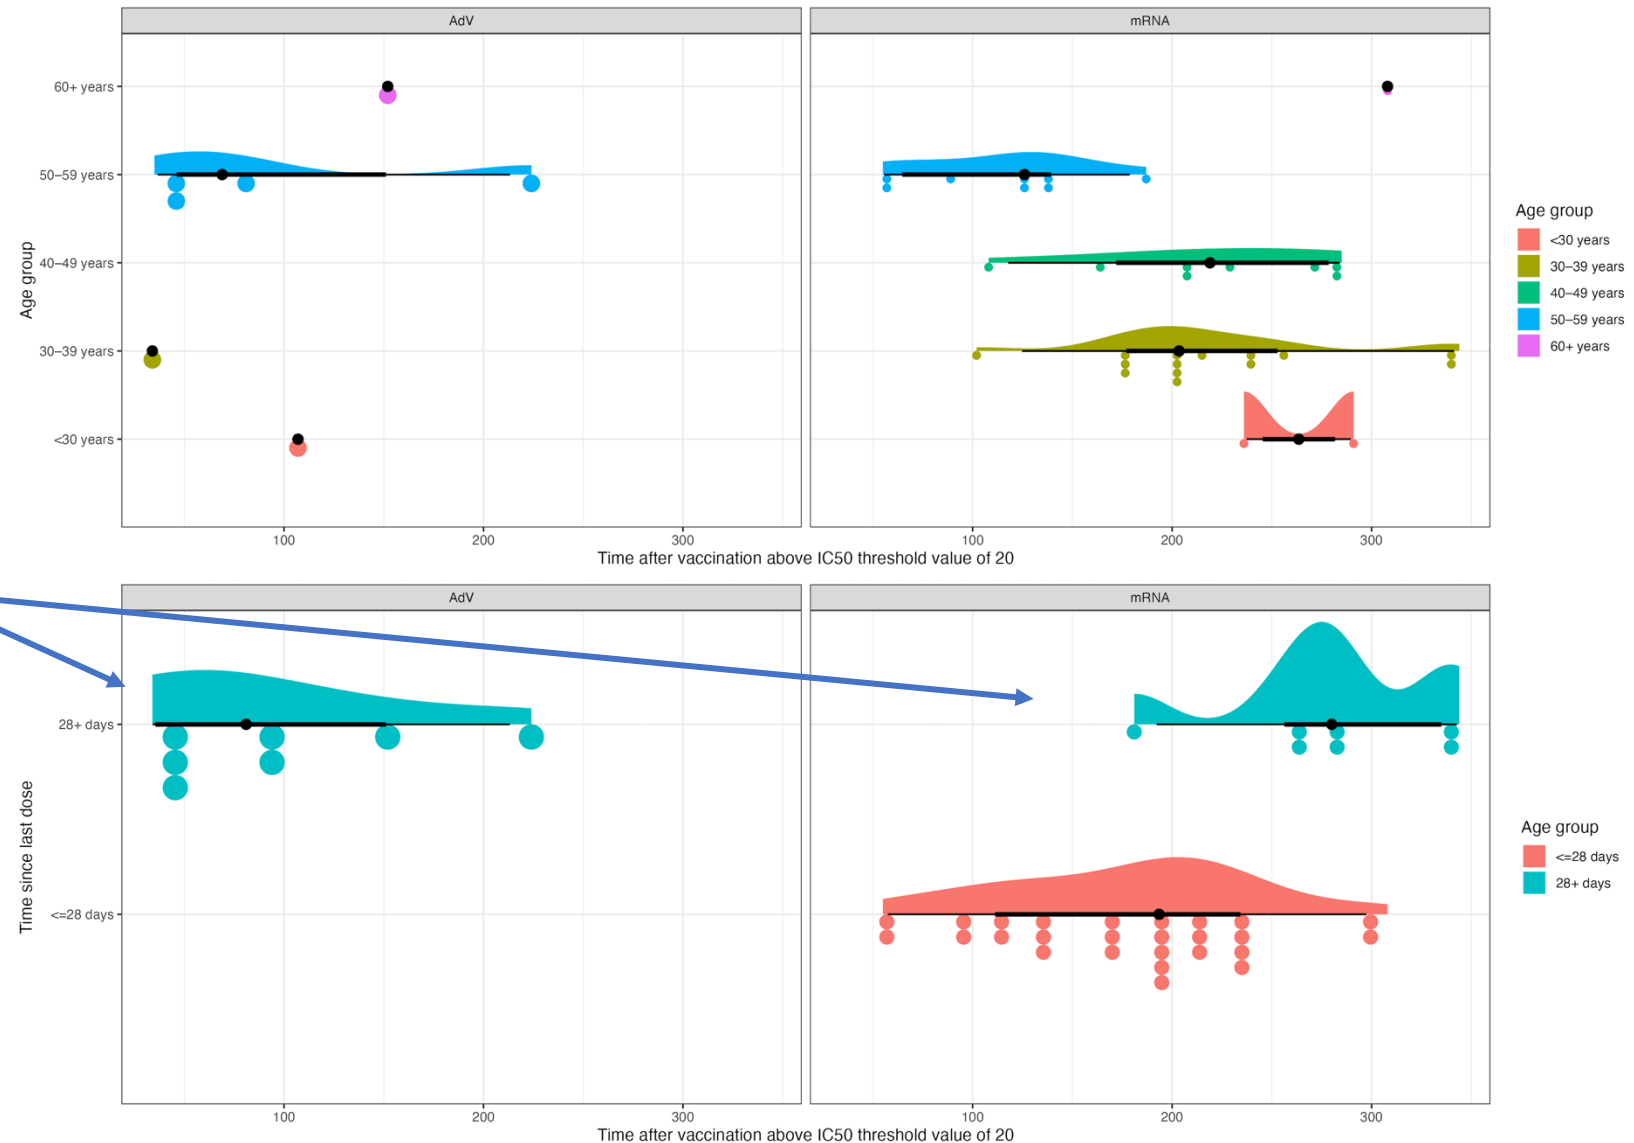 AdV
mRNA
Age group
60+ years
50–59 years
40–49 years
30–39 years
<30 years
100
200
300
100
200
300
Time after vaccination above IC50 threshold value of 20
Age group
<30 years
30–39 years
40–49 years
50–59 years
60+ years
AdV
mRNA
Time since last dose
28+ days
<=28 days
100
200
300
100
200
300
Time after vaccination above IC50 threshold value of 20
Age group
<=28 days
28+ days